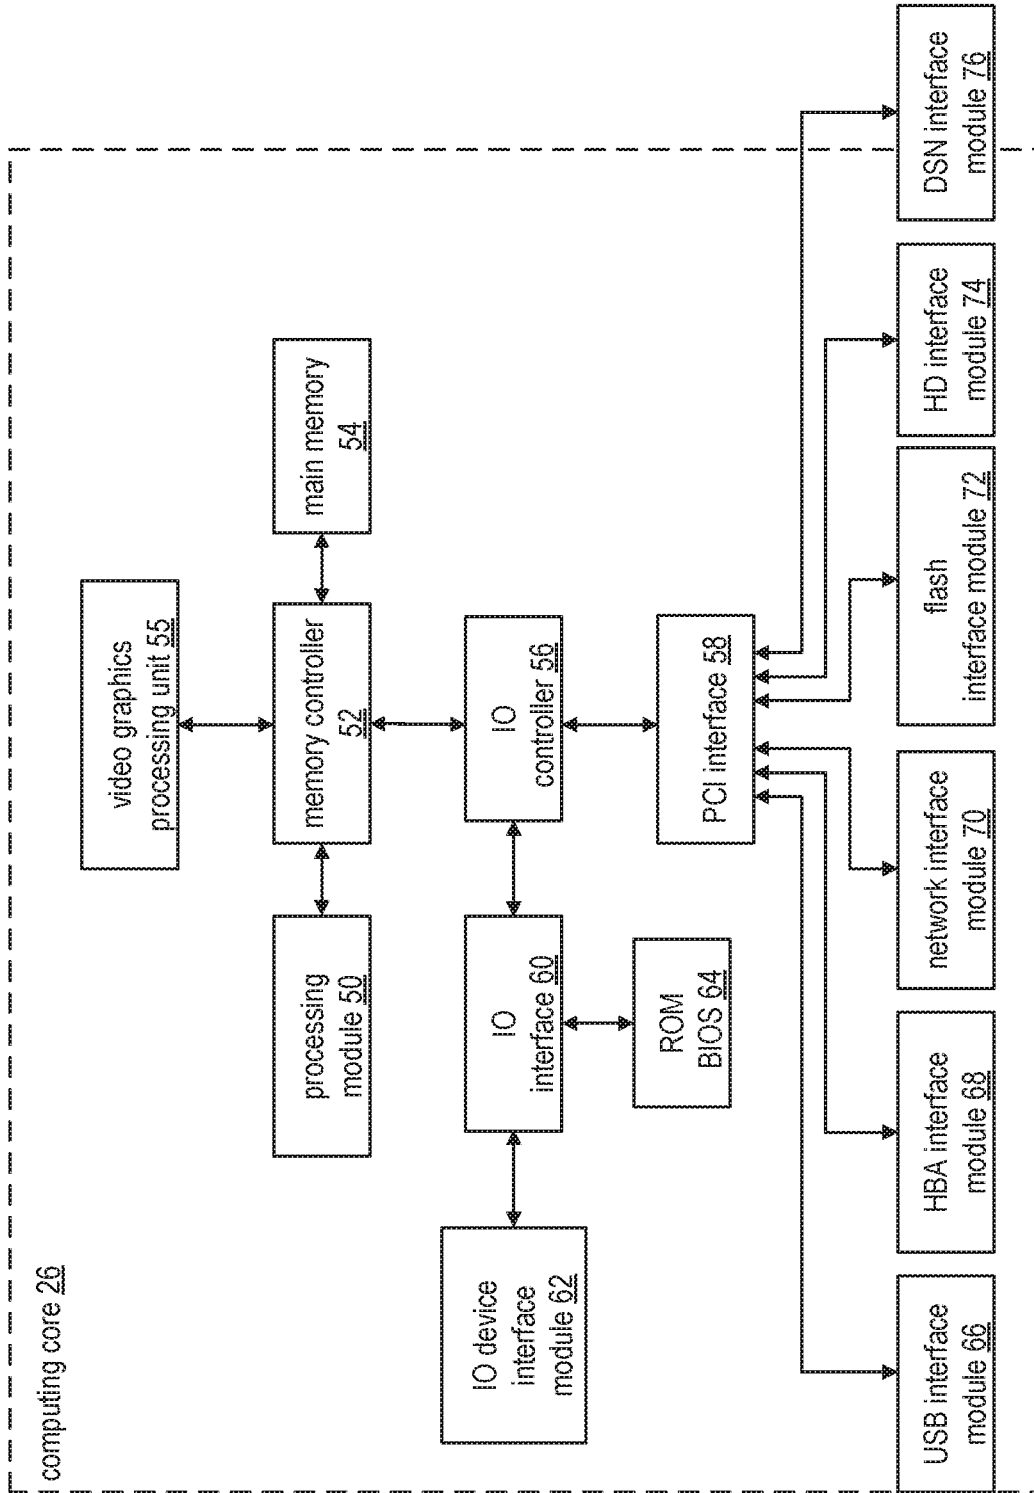 computing core 26
video graphics
processing unit 55
processing
module 50
memory controller
52
main memory
54
IO device
interface
module 62
IO
interface 60
IO
controller 56
ROM
BIOS 64
PCI interface 58
USB interface
module 66
HBA interface
module 68
network interface
module 70
flash
interface module 72
HD interface
module 74
DSN interface
module 76